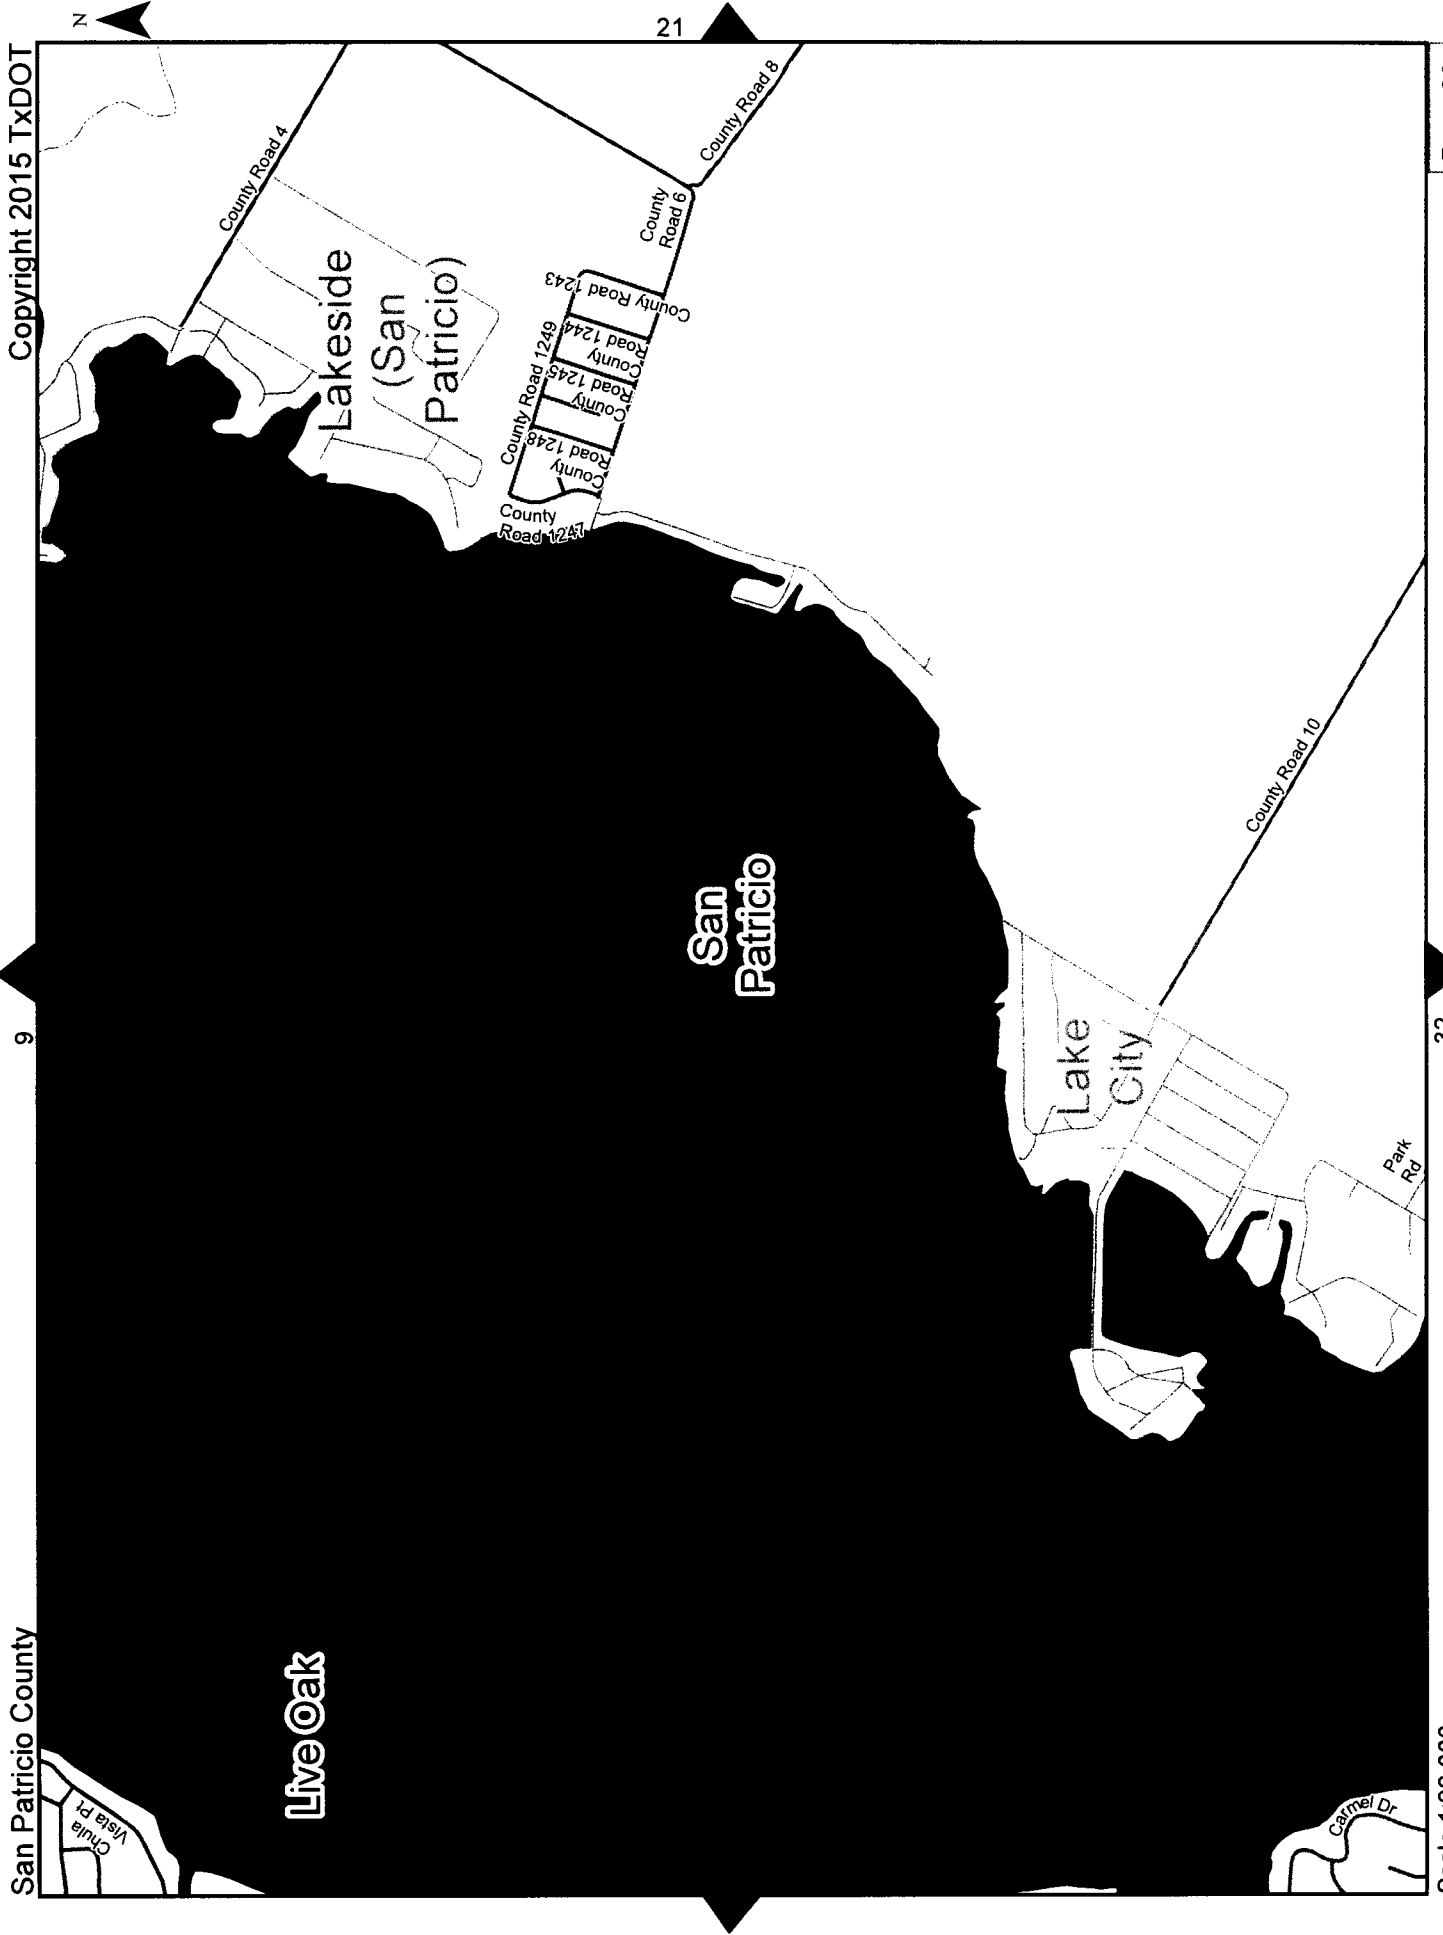 San Patricio County
Copyright 2015 TxDOT
N
9
21
Chula
Vista Pt
Live Oak
County Road 4
Lakeside
(San
Patricio)
County Road 8
County
Road 6
County Road 1243
County Road 1249
County
Road 1244
County
Road 1245
County
Road 1248
County
San
Patricio
County Road 10
Lake
City
Park
Rd
Carmel Dr